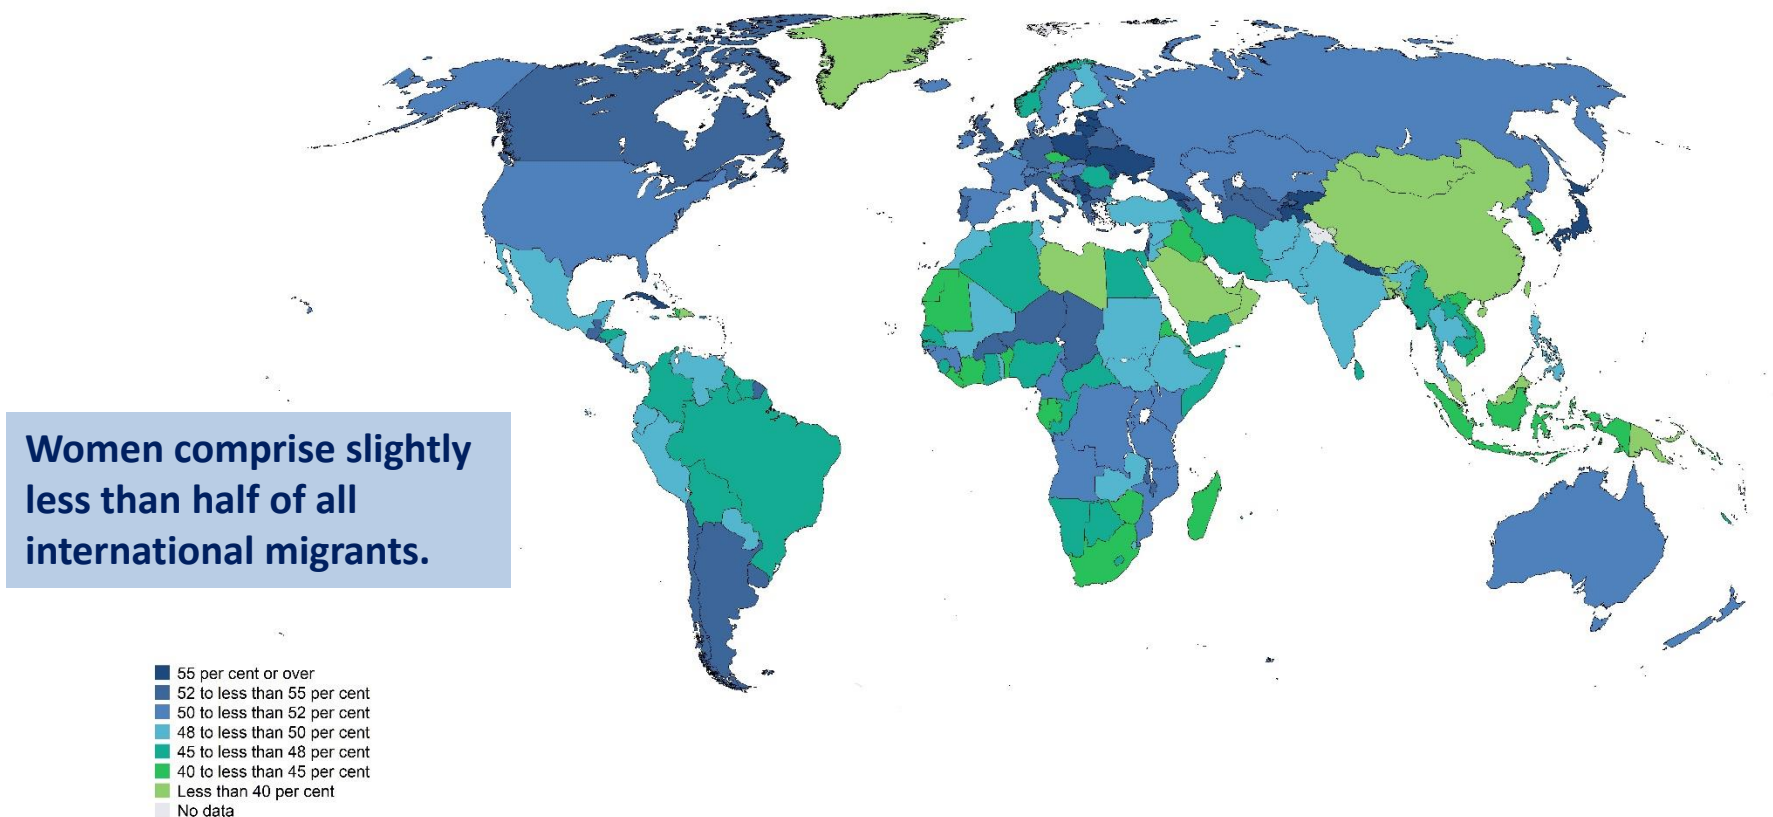 Women comprise slightly
less than half of all
international migrants.
55 per cent or over
52 to less than 55 per cent
50 to less than 52 per cent
48 to less than 50 per cent
45 to less than 48 per cent
40 to less than 45 per cent
Less than 40 per cent
No data